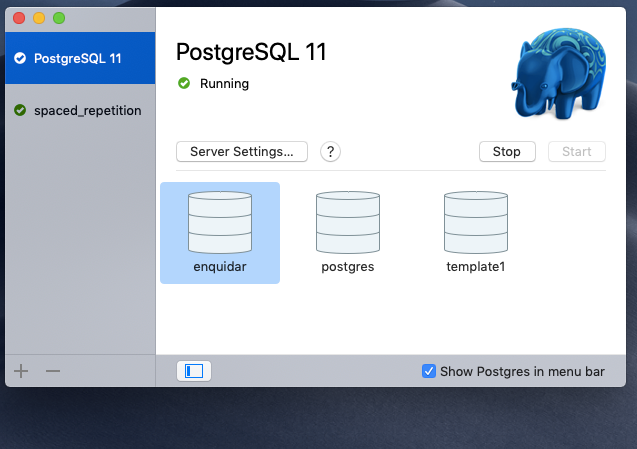 PostgreSQL 11
spaced_repetition
PostgreSQL 11
Running
Server Settings...
?
Stop
Start
enquidar
postgres
template1
Show Postgres in menu bar